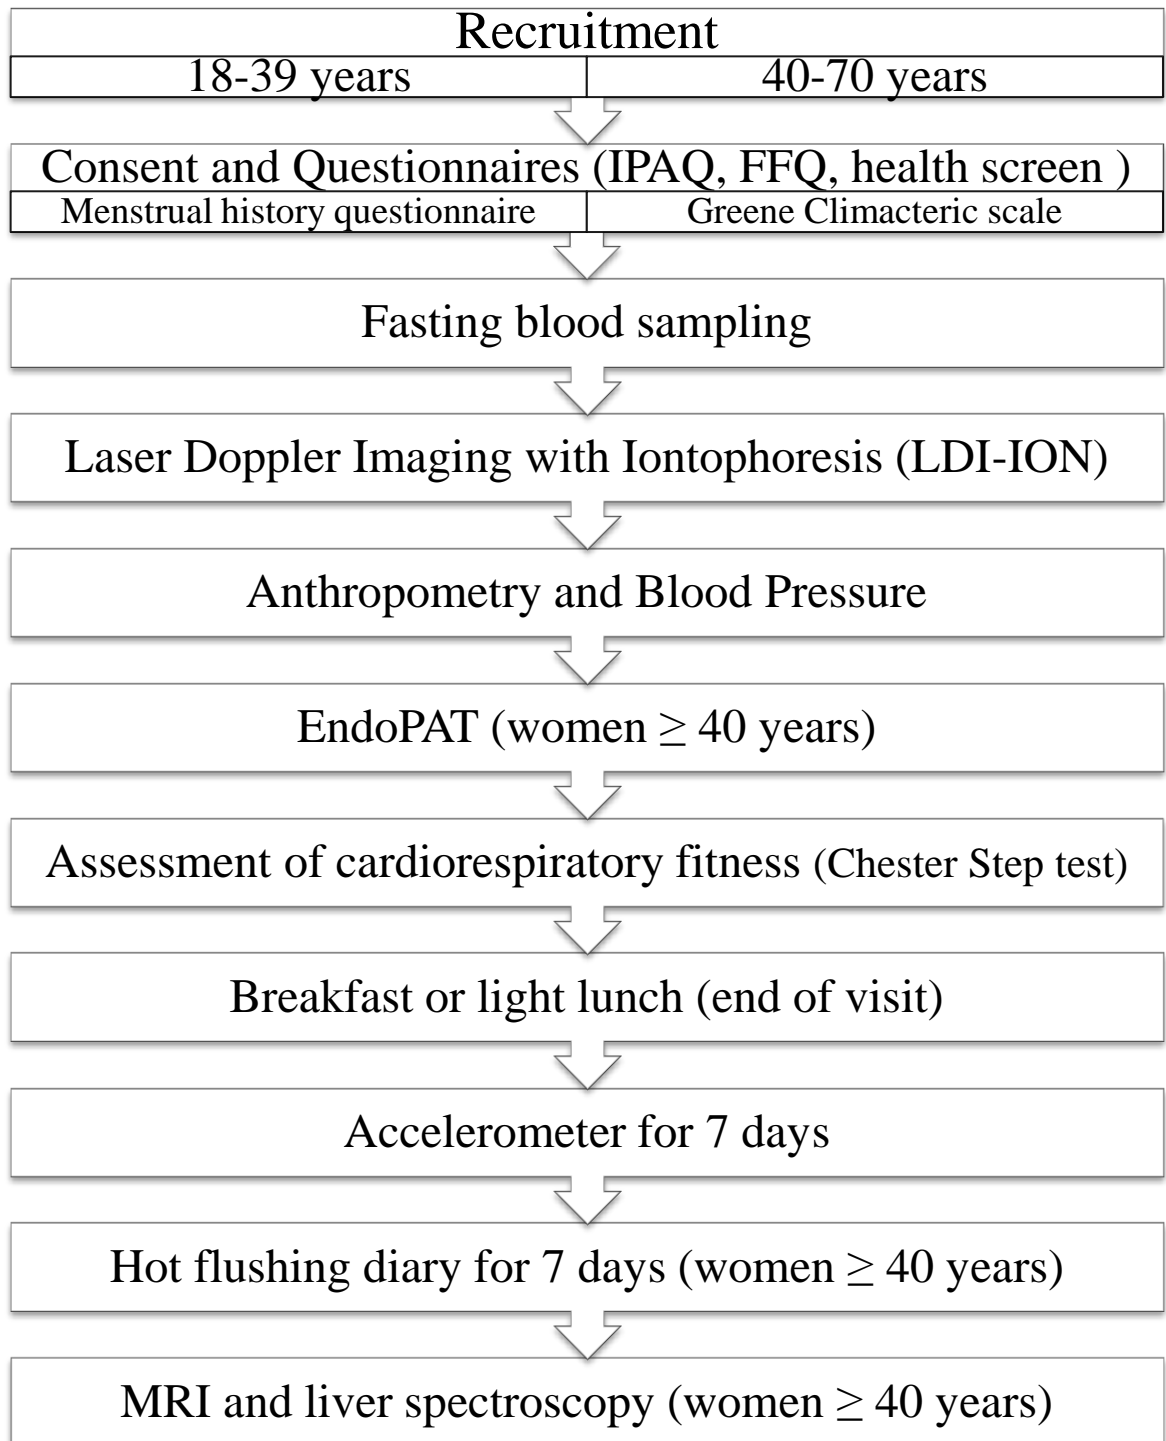 Recruitment
18-39 years
40-70 years
Consent and Questionnaires (IPAQ, FFQ, health screen )
Menstrual history questionnaire
Greene Climacteric scale
Fasting blood sampling
Laser Doppler Imaging with Iontophoresis (LDI-ION)
Anthropometry and Blood Pressure
EndoPAT (women ≥ 40 years)
Assessment of cardiorespiratory fitness (Chester Step test)
Breakfast or light lunch (end of visit)
Accelerometer for 7 days
Hot flushing diary for 7 days (women ≥ 40 years)
MRI and liver spectroscopy (women ≥ 40 years)